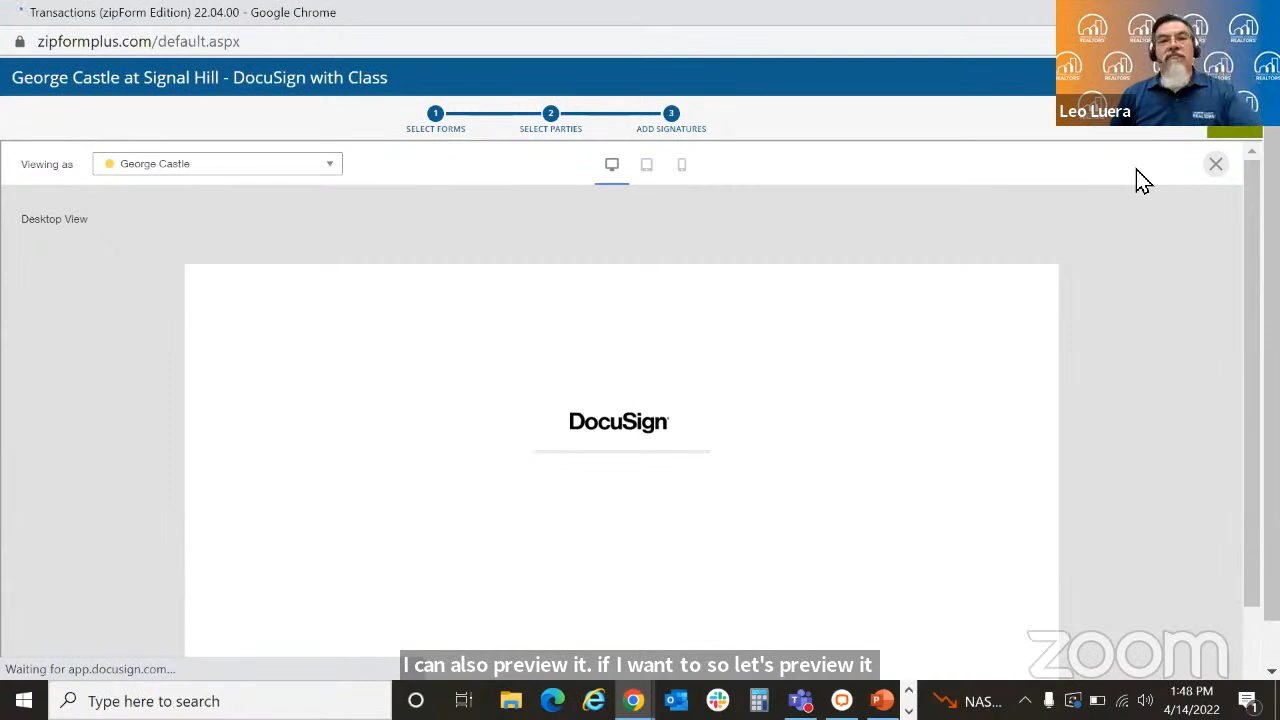 Transactions (zipForm Edition) 22.04.00 - Google Chrome
zipformplus.com/default.aspx
George Castle at Signal Hill - DocuSign with Class
Leo Luera
1 2 3
SELECT FORMS SELECT PARTIES ADD SIGNATURES
Viewing as George Castle
Desktop View
DocuSign
zoom
I can also preview it. if I want to so let's preview it
Waiting for app.docusign.com...
Type here to search
NAS...
1:48 PM
4/14/2022
1